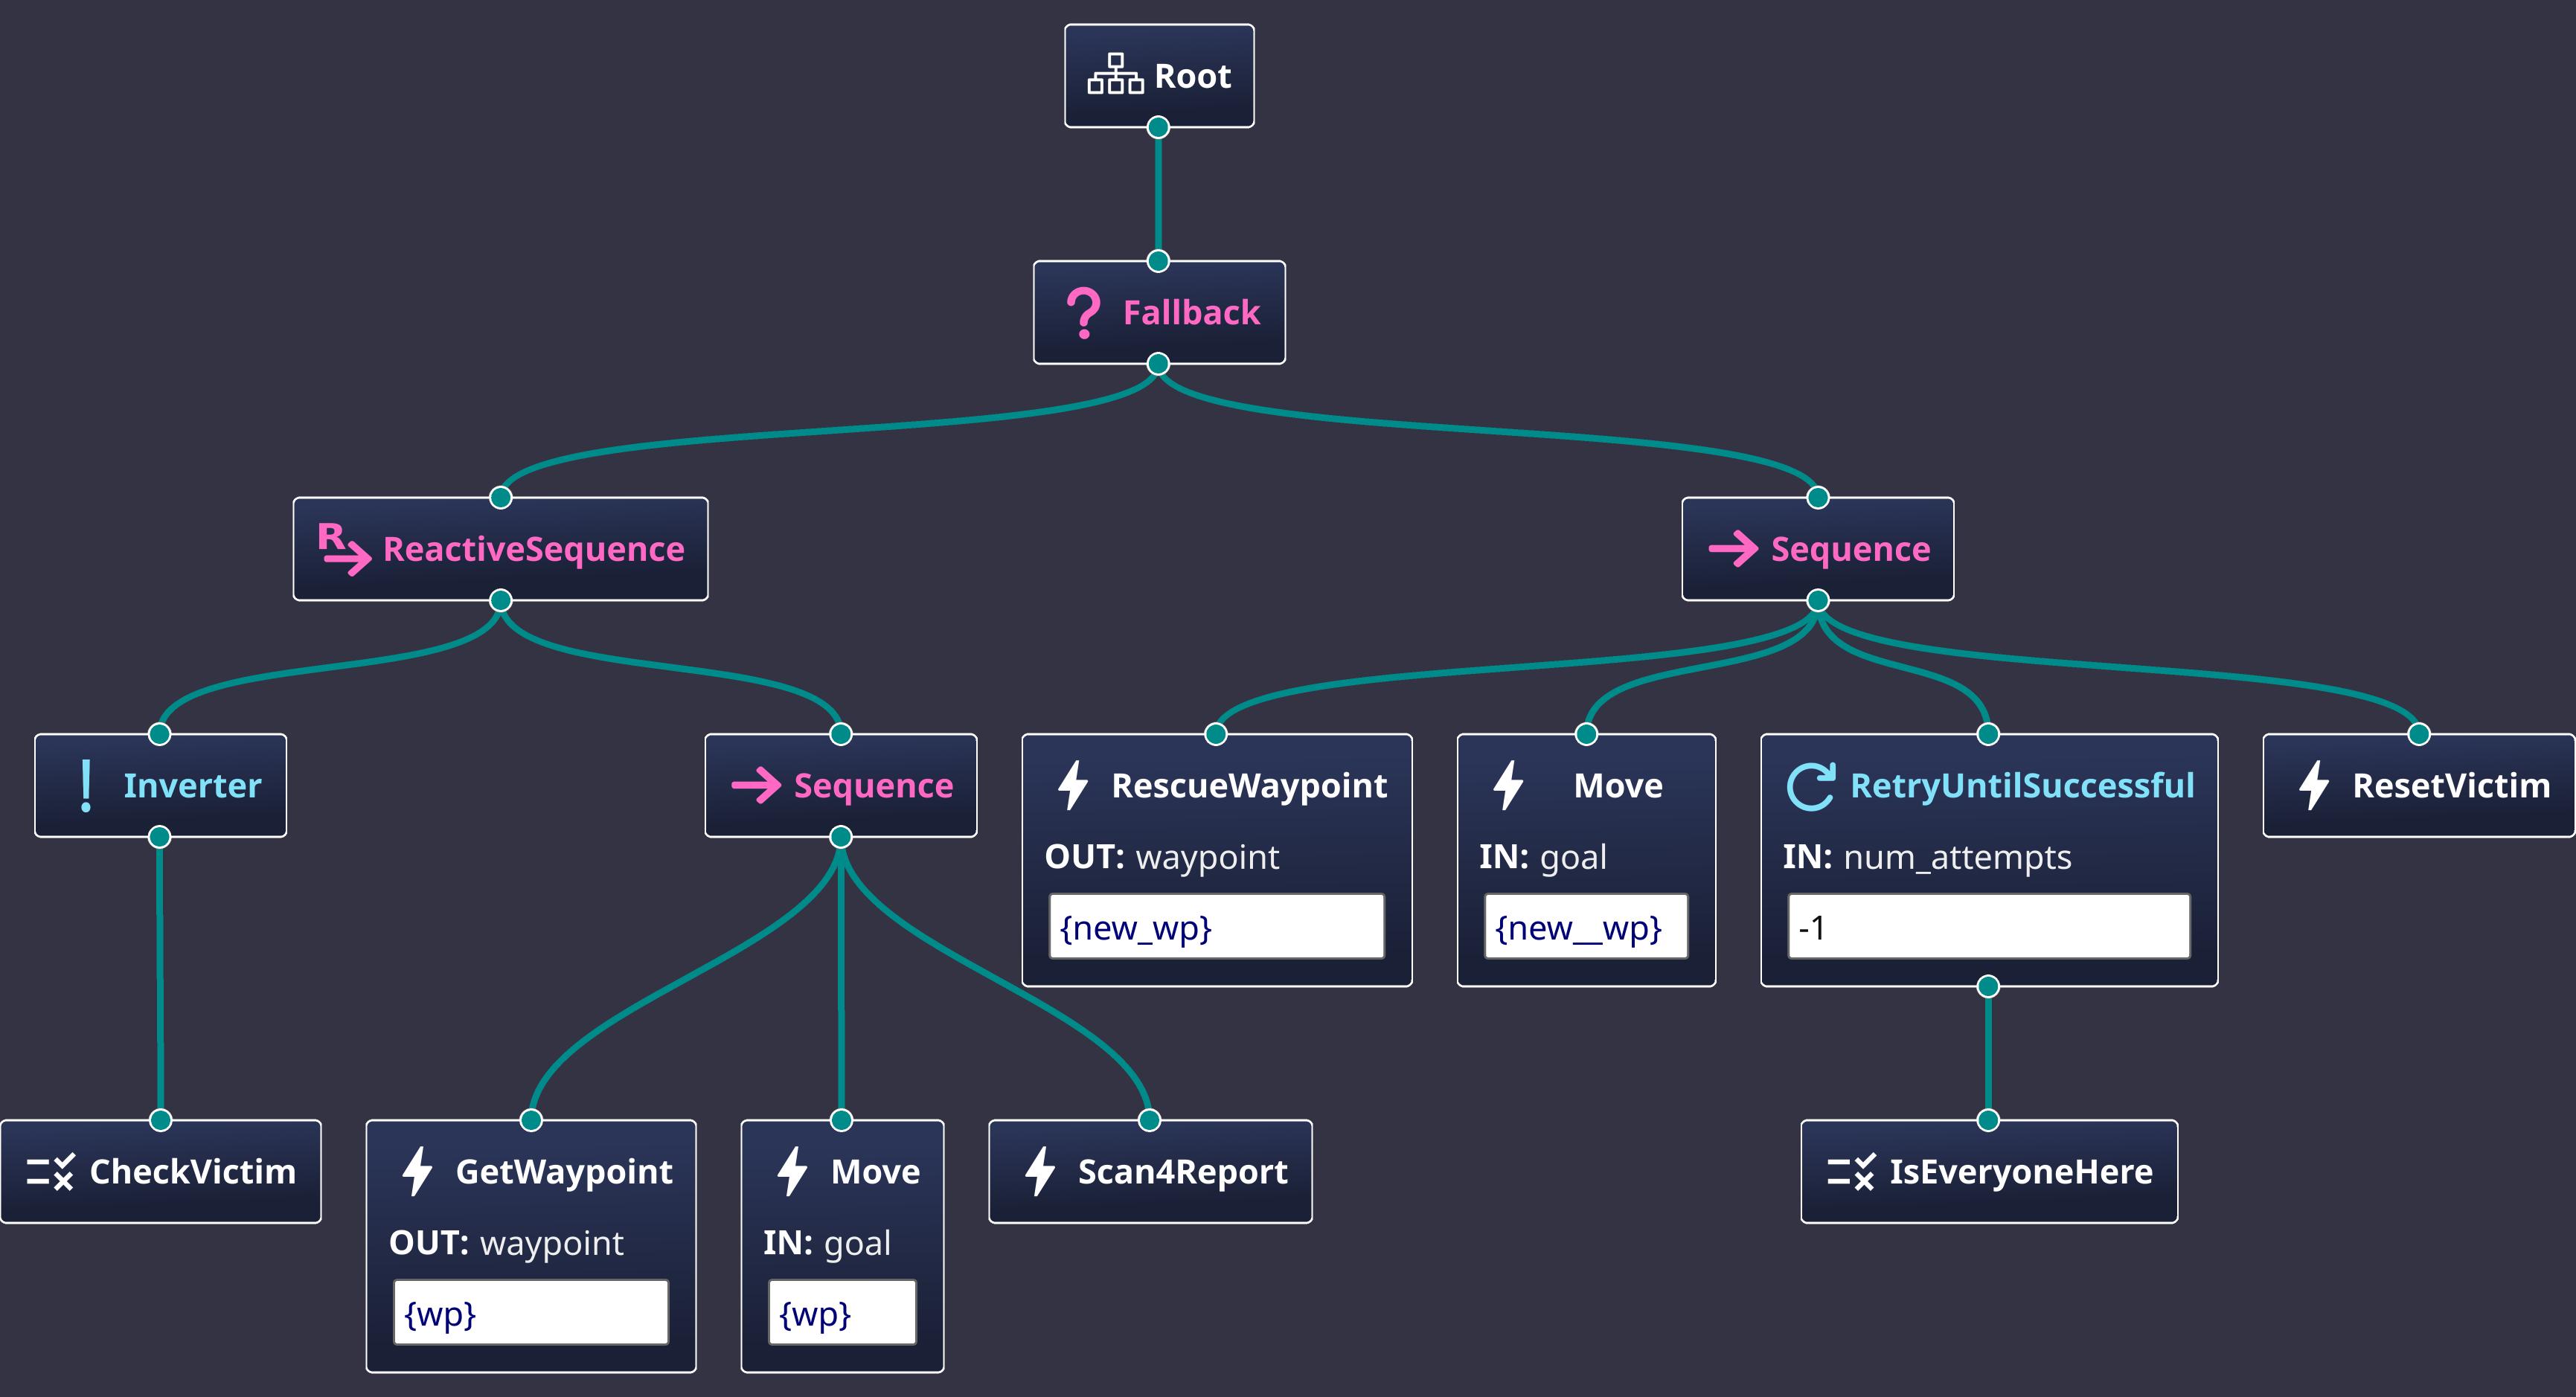 Root
Fallback
ReactiveSequence
Sequence
Inverter
Sequence
RescueWaypoint
OUT: waypoint
{new_wp}
Move
IN: goal
{new__wp}
RetryUntilSuccessful
IN: num_attempts
-1
ResetVictim
CheckVictim
GetWaypoint
OUT: waypoint
{wp}
Move
IN: goal
{wp}
Scan4Report
IsEveryoneHere